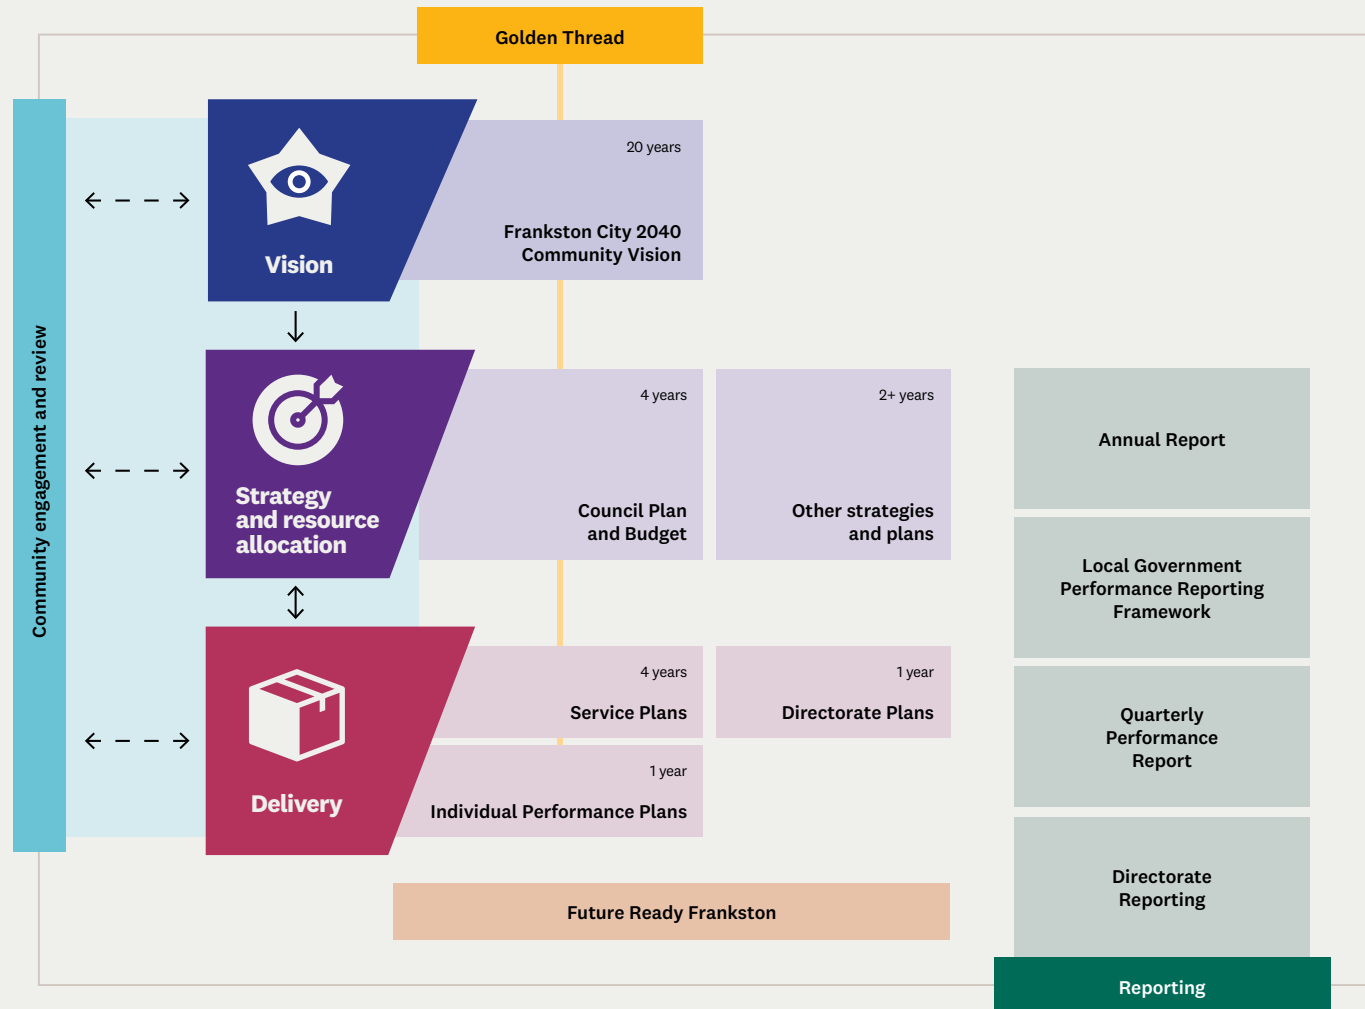 Golden Thread
Community engagement and review
Vision
20 years
Frankston City 2040
Community Vision
Strategy
and resource
allocation
4 years
Council Plan
and Budget
2+ years
Other strategies
and plans
Delivery
4 years
Service Plans
1 year
Directorate Plans
1 year
Individual Performance Plans
Future Ready Frankston
Annual Report
Local Government
Performance Reporting
Framework
Quarterly
Performance
Report
Directorate
Reporting
Reporting